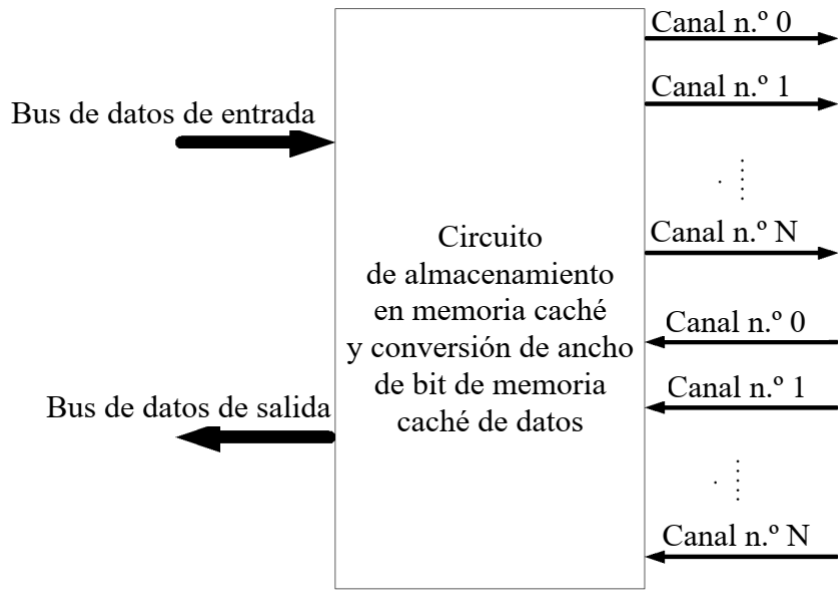 Bus de datos de entrada
Bus de datos de salida
Circuito
de almacenamiento
en memoria caché
y conversión de ancho
de bit de memoria
caché de datos
Canal n.º 0
Canal n.º 1
Canal n.º N
Canal n.º 0
Canal n.º 1
Canal n.º N